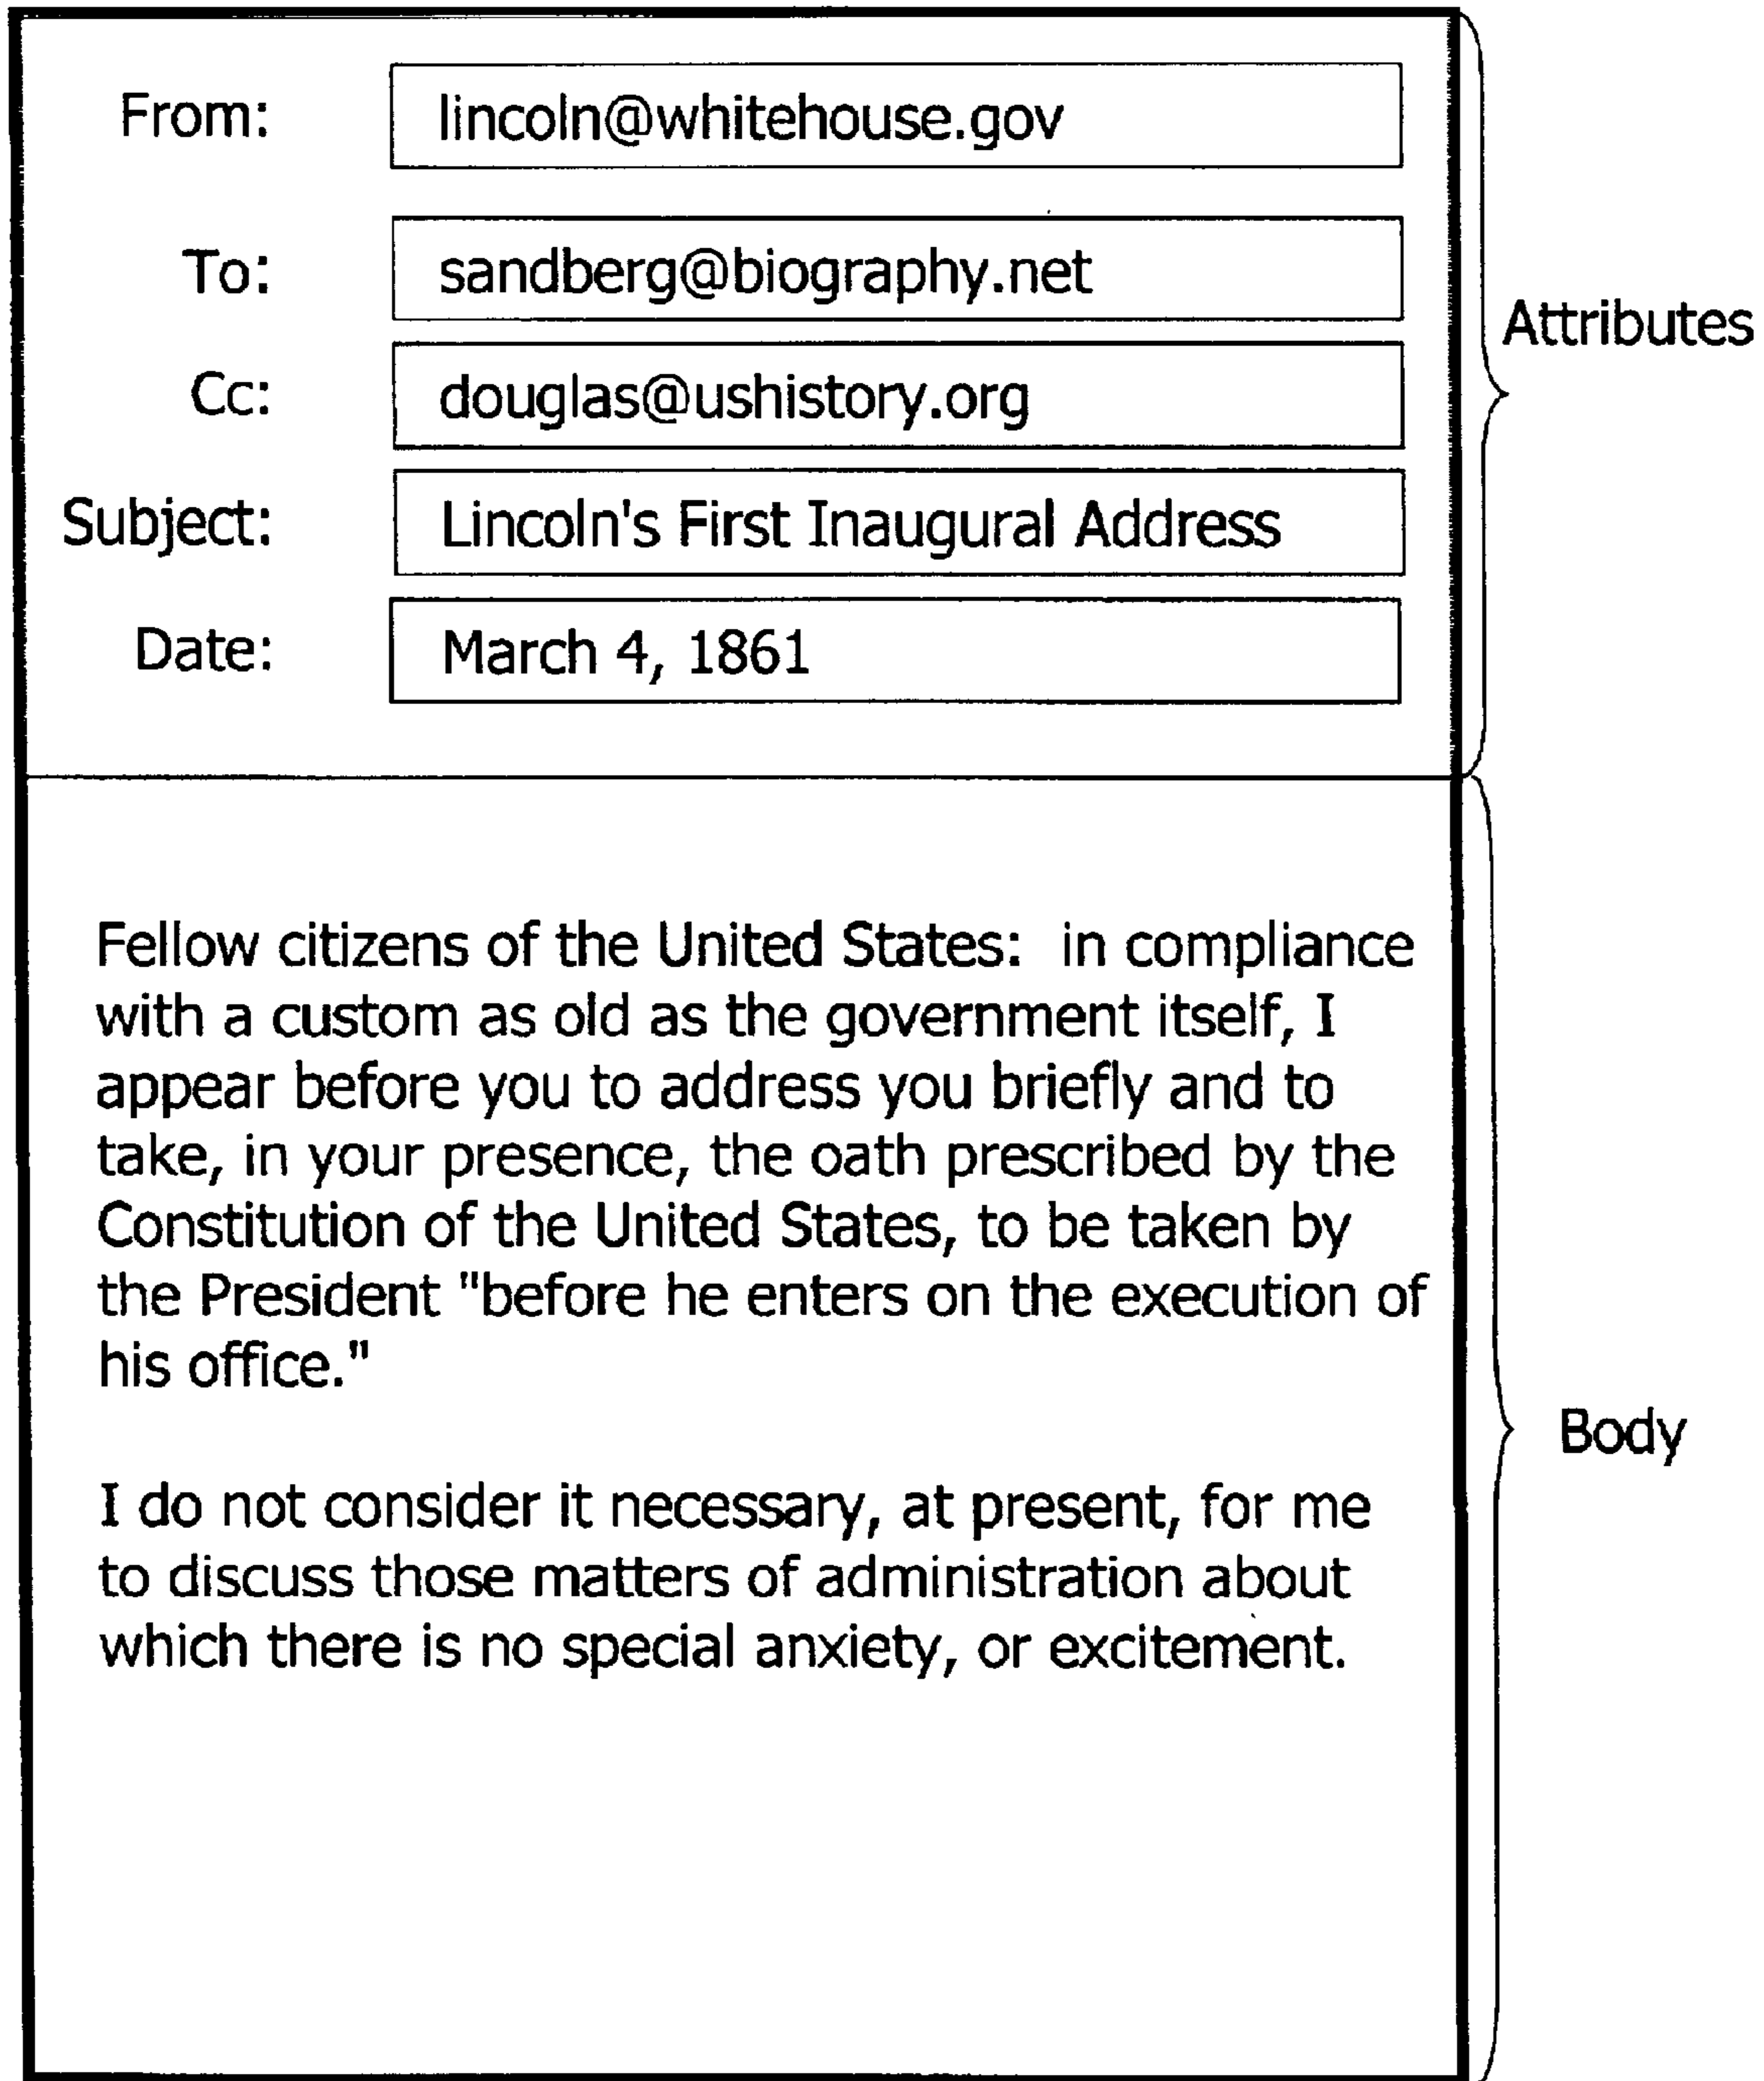 From: lincoln@whitehouse.gov
To: sandberg@biography.net
Cc: douglas@ushistory.org
Subject: Lincoln's First Inaugural Address
Date: March 4, 1861
Attributes
Fellow citizens of the United States:  in compliance
with a custom as old as the government itself, I
appear before you to address you briefly and to
take, in your presence, the oath prescribed by the
Constitution of the United States, to be taken by
the President "before he enters on the execution of
his office."
I do not consider it necessary, at present, for me
to discuss those matters of administration about
which there is no special anxiety, or excitement.
Body